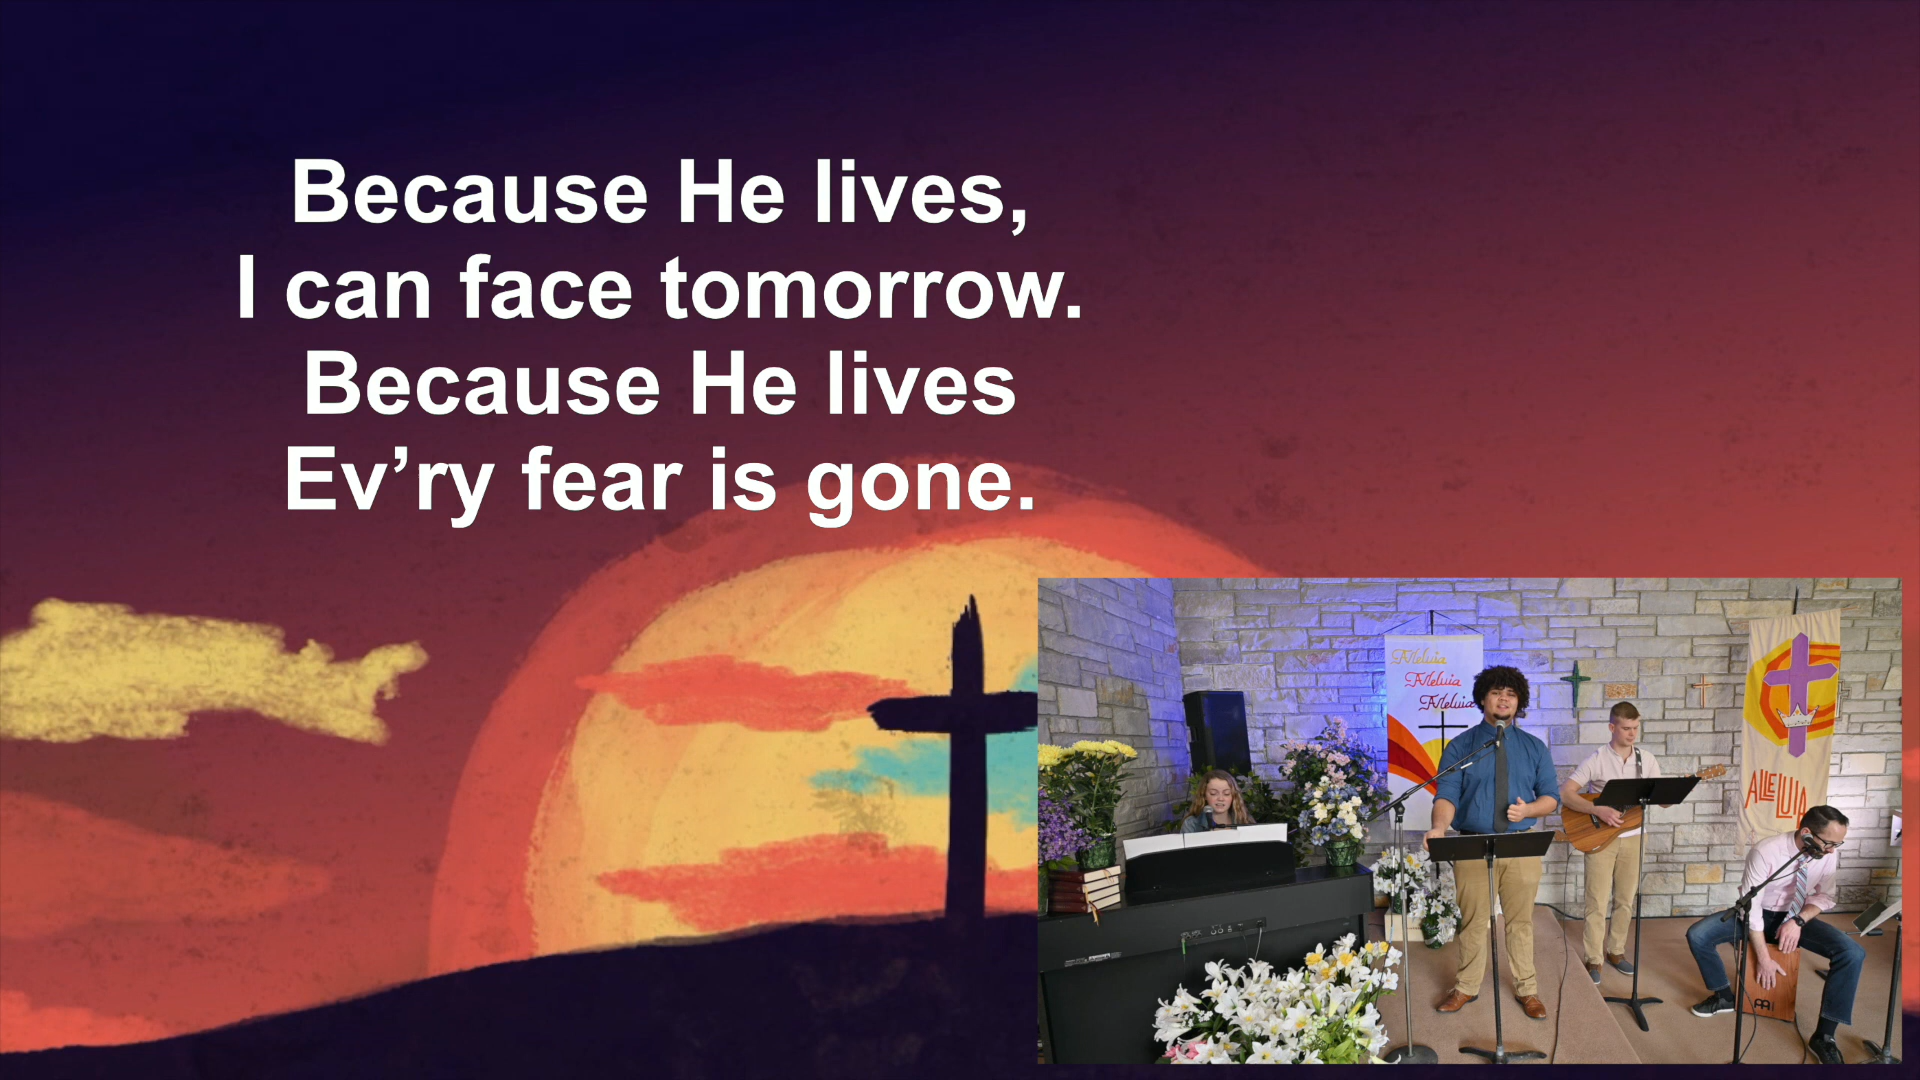 Because He lives,
I can face tomorrow.
Because He lives
Ev’ry fear is gone.
Alleluia
Alleluia
Alleluia
ALLELUIA